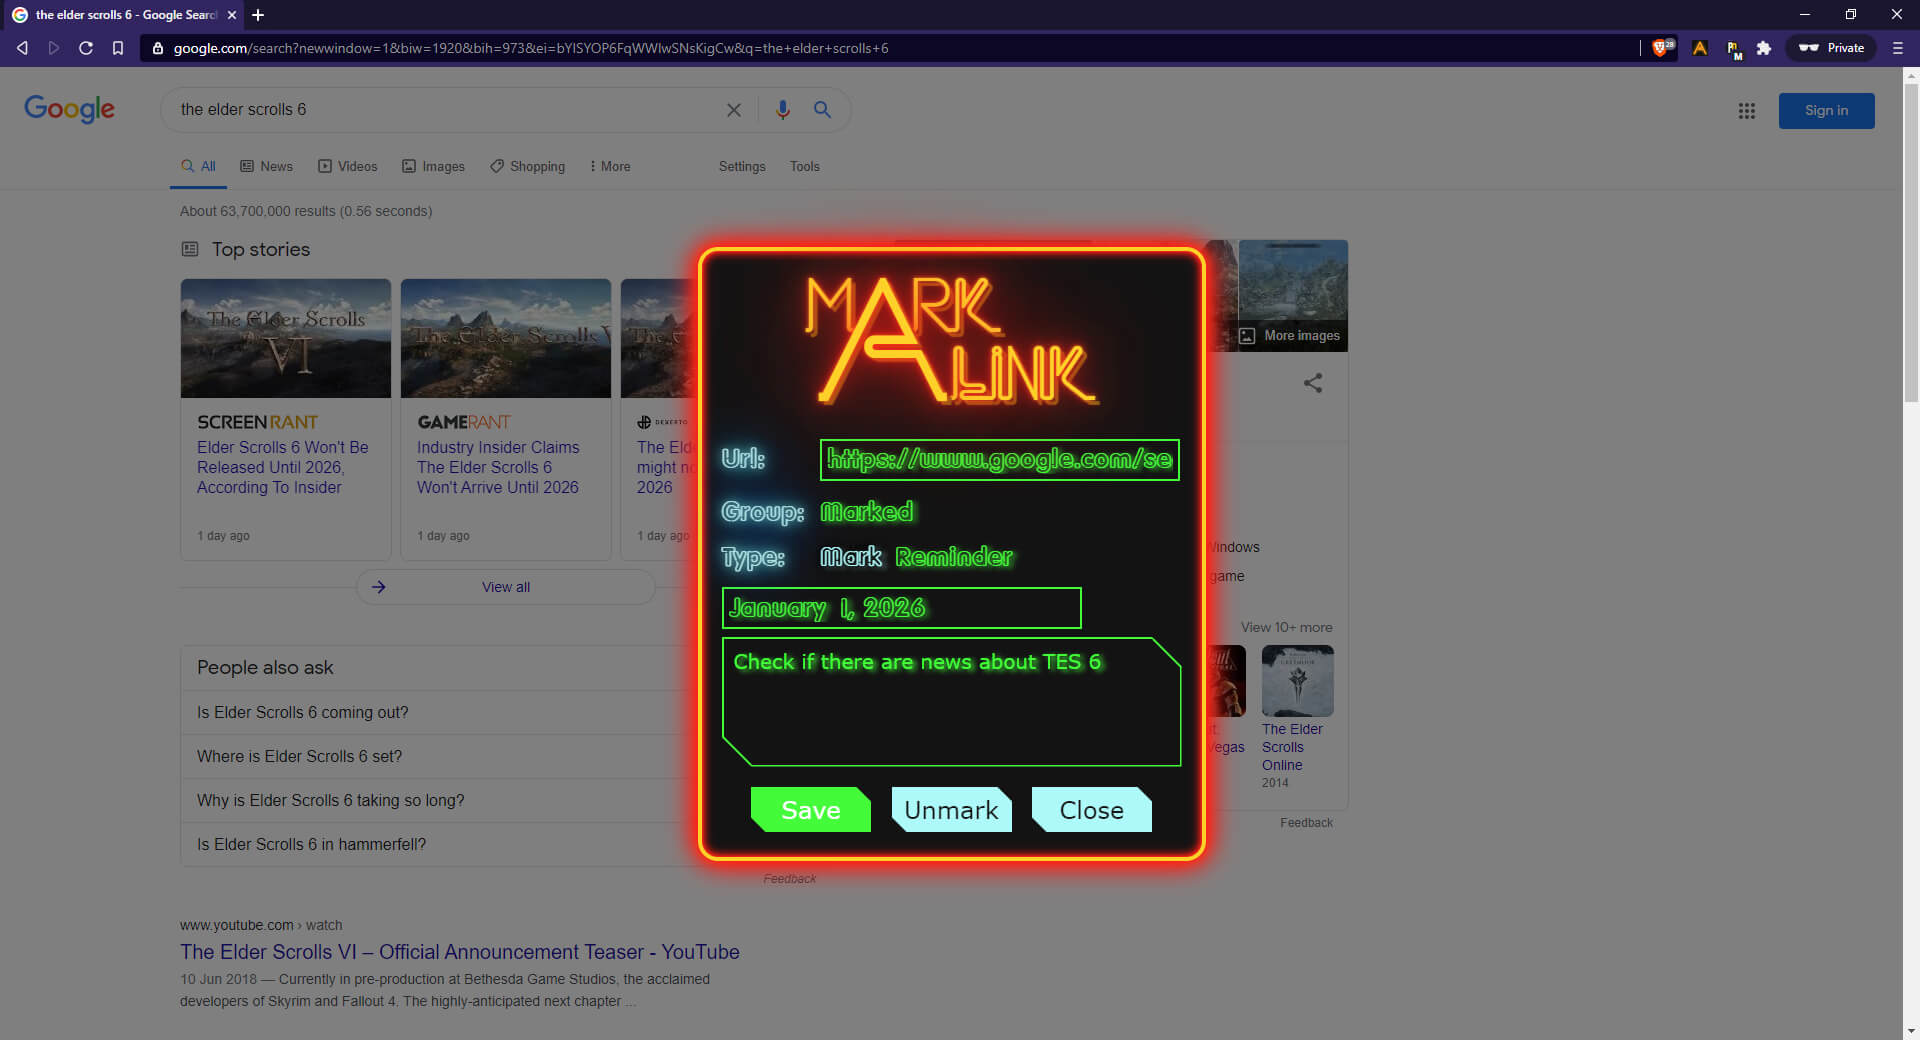 the elder scrolls 6 - Google Search
google.com/search?newwindow=1&biw=1920&bih=973&ei=bYISYOP6FqWWlwSNsKigCw&q=the+elder+scrolls+6
28
M
Private
Google
the elder scrolls 6
Sign in
All
News
Videos
Images
Shopping
More
Settings
Tools
About 63,700,000 results (0.56 seconds)
Top stories
The Elder Scrolls
VI
The Elder Scrolls V
SCREENRANT
Elder Scrolls 6 Won't Be
Released Until 2026,
According To Insider
1 day ago
GAMERANT
Industry Insider Claims
The Elder Scrolls 6
Won't Arrive Until 2026
1 day ago
DEXERTO
The Eld
might no
2026
1 day ago
View all
People also ask
Is Elder Scrolls 6 coming out?
Where is Elder Scrolls 6 set?
Why is Elder Scrolls 6 taking so long?
Is Elder Scrolls 6 in hammerfell?
Feedback
www.youtube.com › watch
The Elder Scrolls VI – Official Announcement Teaser - YouTube
10 Jun 2018 — Currently in pre-production at Bethesda Game Studios, the acclaimed
developers of Skyrim and Fallout 4. The highly-anticipated next chapter ...
MARK
LINK
Url:
https://www.google.com/se
Group:
Marked
Type:
Mark Reminder
January 1, 2026
Check if there are news about TES 6
Save
Unmark
Close
More images
Windows
game
View 10+ more
Vegas
The Elder
Scrolls
Online
2014
Feedback